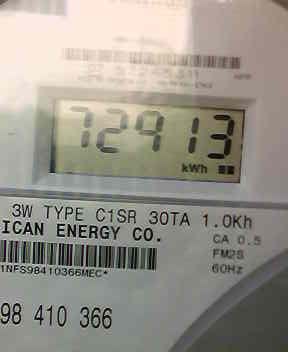 72913
kWh
3W TYPE C1SR 30TA 1.0Kh
ICAN ENERGY CO.
CA 0.5
FM2S
60Hz
1NFS98410366MEC*
98 410 366